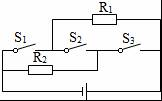 R₁
S₁ S₂ S₃
R₂